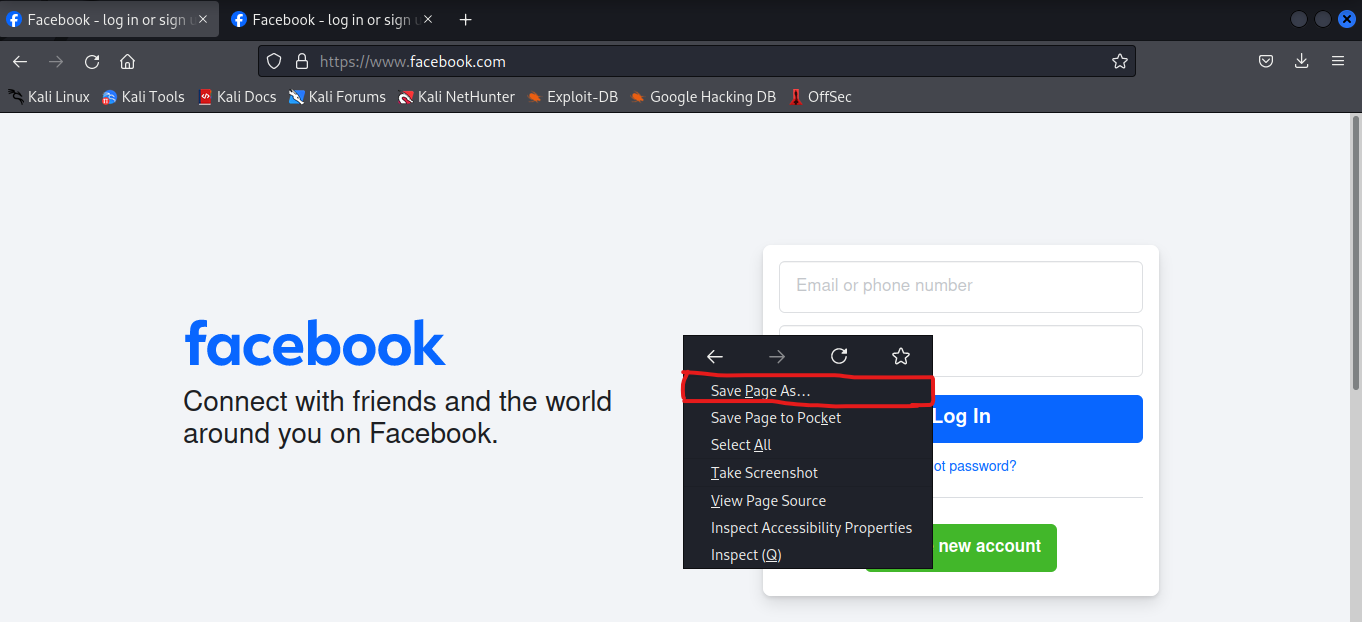 Facebook - log in or sign u
Facebook - log in or sign u
https://www.facebook.com
Kali Linux Kali Tools Kali Docs Kali Forums Kali NetHunter Exploit-DB Google Hacking DB OffSec
facebook
Connect with friends and the world
around you on Facebook.
Email or phone number
Save Page As…
Save Page to Pocket
Select All
Take Screenshot
View Page Source
Inspect Accessibility Properties
Inspect (Q)
Log In
ot password?
new account